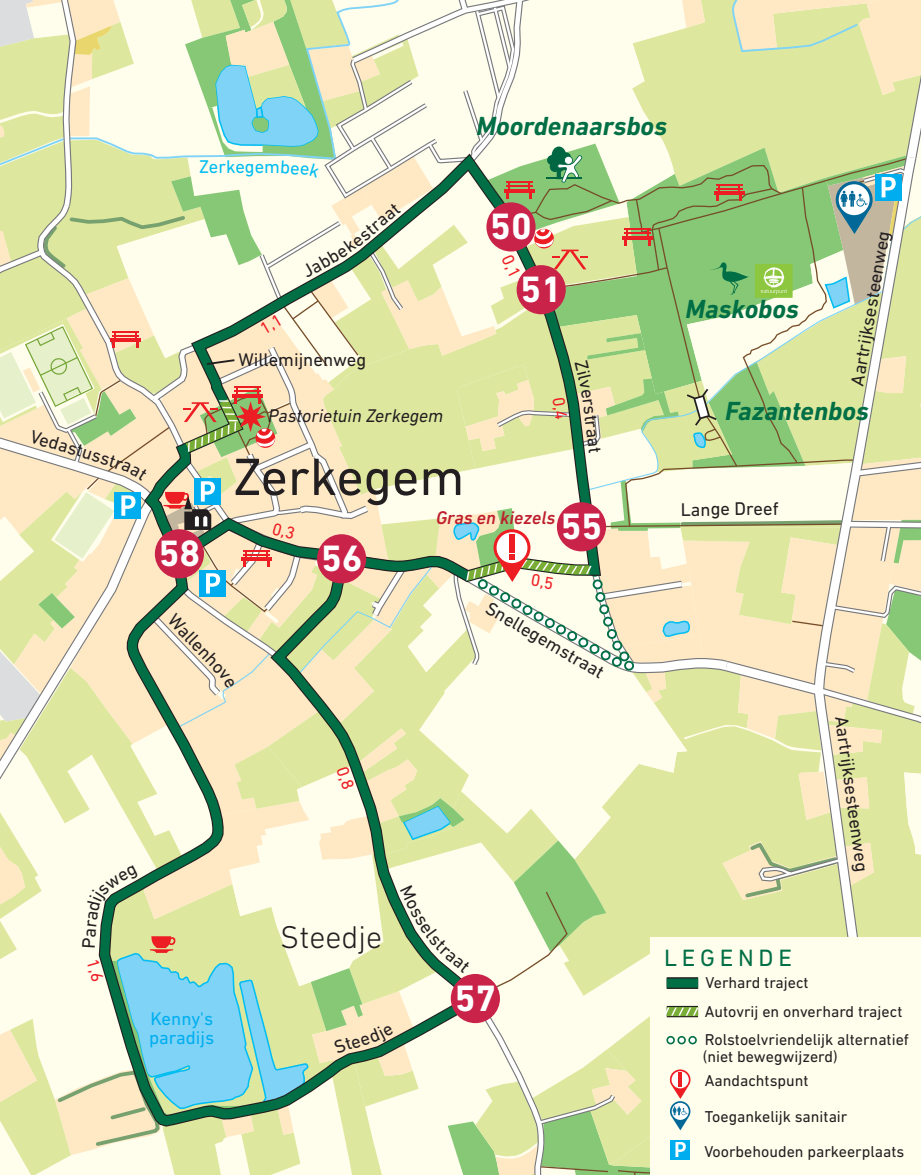 Moordenaarsbos
Zerkegembeek
P
50
Jabbekestraat
0,1
51
Aartrijksesteenweg
natuurpunt
Maskobos
1,1
Willemijnenweg
Zilverstraat
0,4
Pastorietuin Zerkegem
Fazantenbos
Vedastusstraat
Zerkegem
P
P
Lange Dreef
Gras en kiezels
55
0,3
58
56
0,5
P
Snellegemstraat
Wallenhove
Aartrijksesteenweg
0,8
Paradijsweg
Mosselstraat
Steedje
1,6
57
Kenny's
paradijs
Steedje
LEGENDE
Verhard traject
Autovrij en onverhard traject
Rolstoelvriendelijk alternatief
(niet bewegwijzerd)
Aandachtspunt
Toegankelijk sanitair
P Voorbehouden parkeerplaats